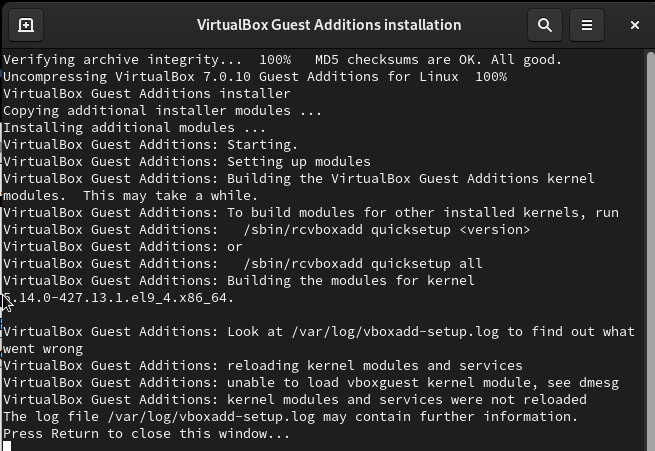 VirtualBox Guest Additions installation
Verifying archive integrity...  100%   MD5 checksums are OK. All good.
Uncompressing VirtualBox 7.0.10 Guest Additions for Linux  100%
VirtualBox Guest Additions installer
Copying additional installer modules ...
Installing additional modules ...
VirtualBox Guest Additions: Starting.
VirtualBox Guest Additions: Setting up modules
VirtualBox Guest Additions: Building the VirtualBox Guest Additions kernel
modules.  This may take a while.
VirtualBox Guest Additions: To build modules for other installed kernels, run
VirtualBox Guest Additions:   /sbin/rcvboxadd quicksetup <version>
VirtualBox Guest Additions: or
VirtualBox Guest Additions:   /sbin/rcvboxadd quicksetup all
VirtualBox Guest Additions: Building the modules for kernel
5.14.0-427.13.1.el9_4.x86_64.
VirtualBox Guest Additions: Look at /var/log/vboxadd-setup.log to find out what
went wrong
VirtualBox Guest Additions: reloading kernel modules and services
VirtualBox Guest Additions: unable to load vboxguest kernel module, see dmesg
VirtualBox Guest Additions: kernel modules and services were not reloaded
The log file /var/log/vboxadd-setup.log may contain further information.
Press Return to close this window...